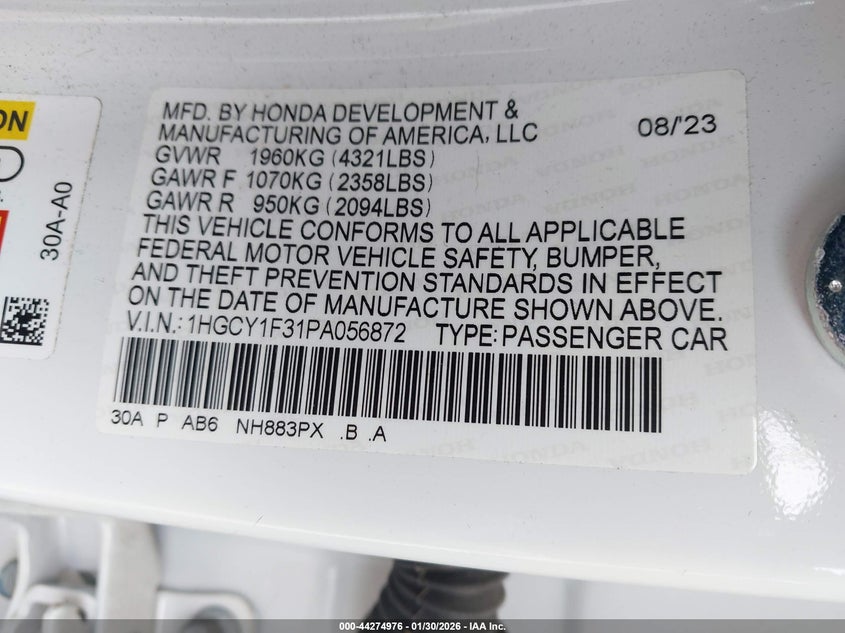 ON
30A-A0
MFD. BY HONDA DEVELOPMENT &
MANUFACTURING OF AMERICA, LLC 08/'23
GVWR 1960KG (4321LBS)
GAWR F 1070KG (2358LBS)
GAWR R 950KG (2094LBS)
THIS VEHICLE CONFORMS TO ALL APPLICABLE
FEDERAL MOTOR VEHICLE SAFETY, BUMPER,
AND THEFT PREVENTION STANDARDS IN EFFECT
ON THE DATE OF MANUFACTURE SHOWN ABOVE.
V.I.N.: 1HGCY1F31PA056872 TYPE: PASSENGER CAR
30A P AB6 NH883PX .B .A
000-44274976 - 01/30/2026 - IAA Inc.